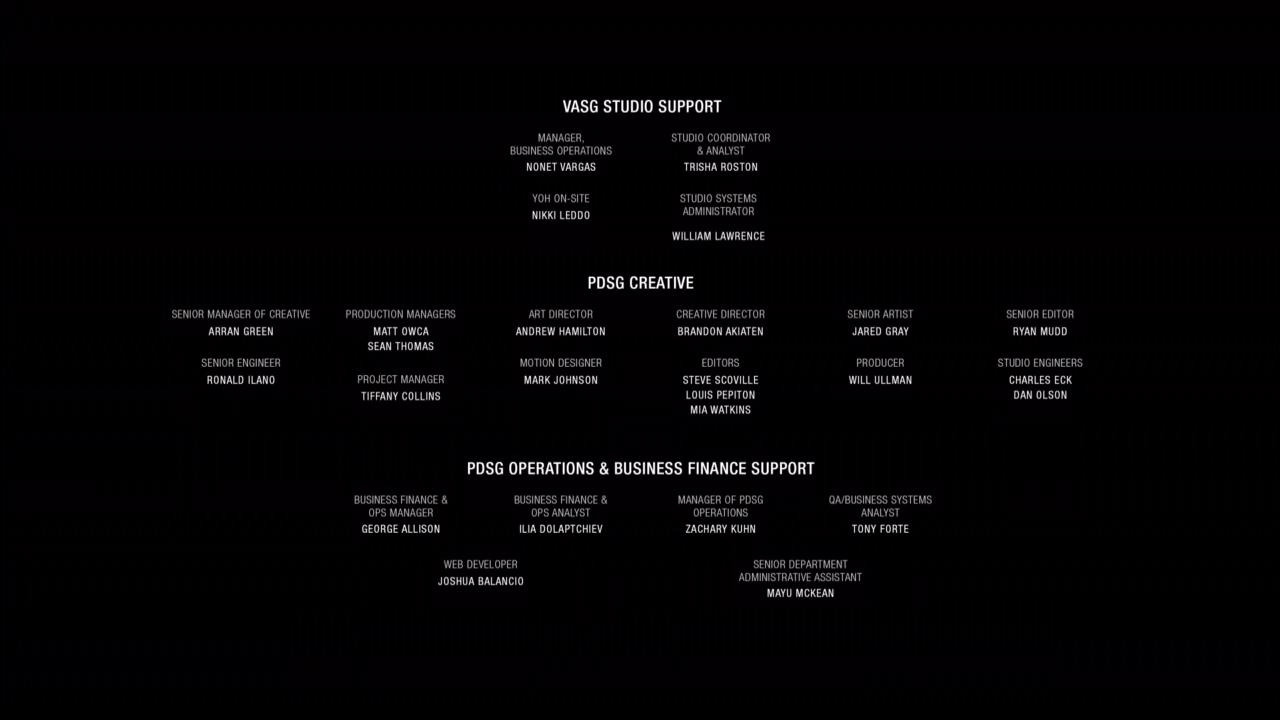 VASG STUDIO SUPPORT
MANAGER,
BUSINESS OPERATIONS
NONET VARGAS
STUDIO COORDINATOR
& ANALYST
TRISHA ROSTON
YOH ON-SITE
NIKKI LEDDO
STUDIO SYSTEMS
ADMINISTRATOR
WILLIAM LAWRENCE
PDSG CREATIVE
SENIOR MANAGER OF CREATIVE
ARRAN GREEN
PRODUCTION MANAGERS
MATT OWCA
SEAN THOMAS
ART DIRECTOR
ANDREW HAMILTON
CREATIVE DIRECTOR
BRANDON AKIATEN
SENIOR ARTIST
JARED GRAY
SENIOR EDITOR
RYAN MUDD
SENIOR ENGINEER
RONALD ILANO
PROJECT MANAGER
TIFFANY COLLINS
MOTION DESIGNER
MARK JOHNSON
EDITORS
STEVE SCOVILLE
LOUIS PEPITON
MIA WATKINS
PRODUCER
WILL ULLMAN
STUDIO ENGINEERS
CHARLES ECK
DAN OLSON
PDSG OPERATIONS & BUSINESS FINANCE SUPPORT
BUSINESS FINANCE &
OPS MANAGER
GEORGE ALLISON
BUSINESS FINANCE &
OPS ANALYST
ILIA DOLAPTCHIEV
MANAGER OF PDSG
OPERATIONS
ZACHARY KUHN
QA/BUSINESS SYSTEMS
ANALYST
TONY FORTE
WEB DEVELOPER
JOSHUA BALANCIO
SENIOR DEPARTMENT
ADMINISTRATIVE ASSISTANT
MAYU MCKEAN